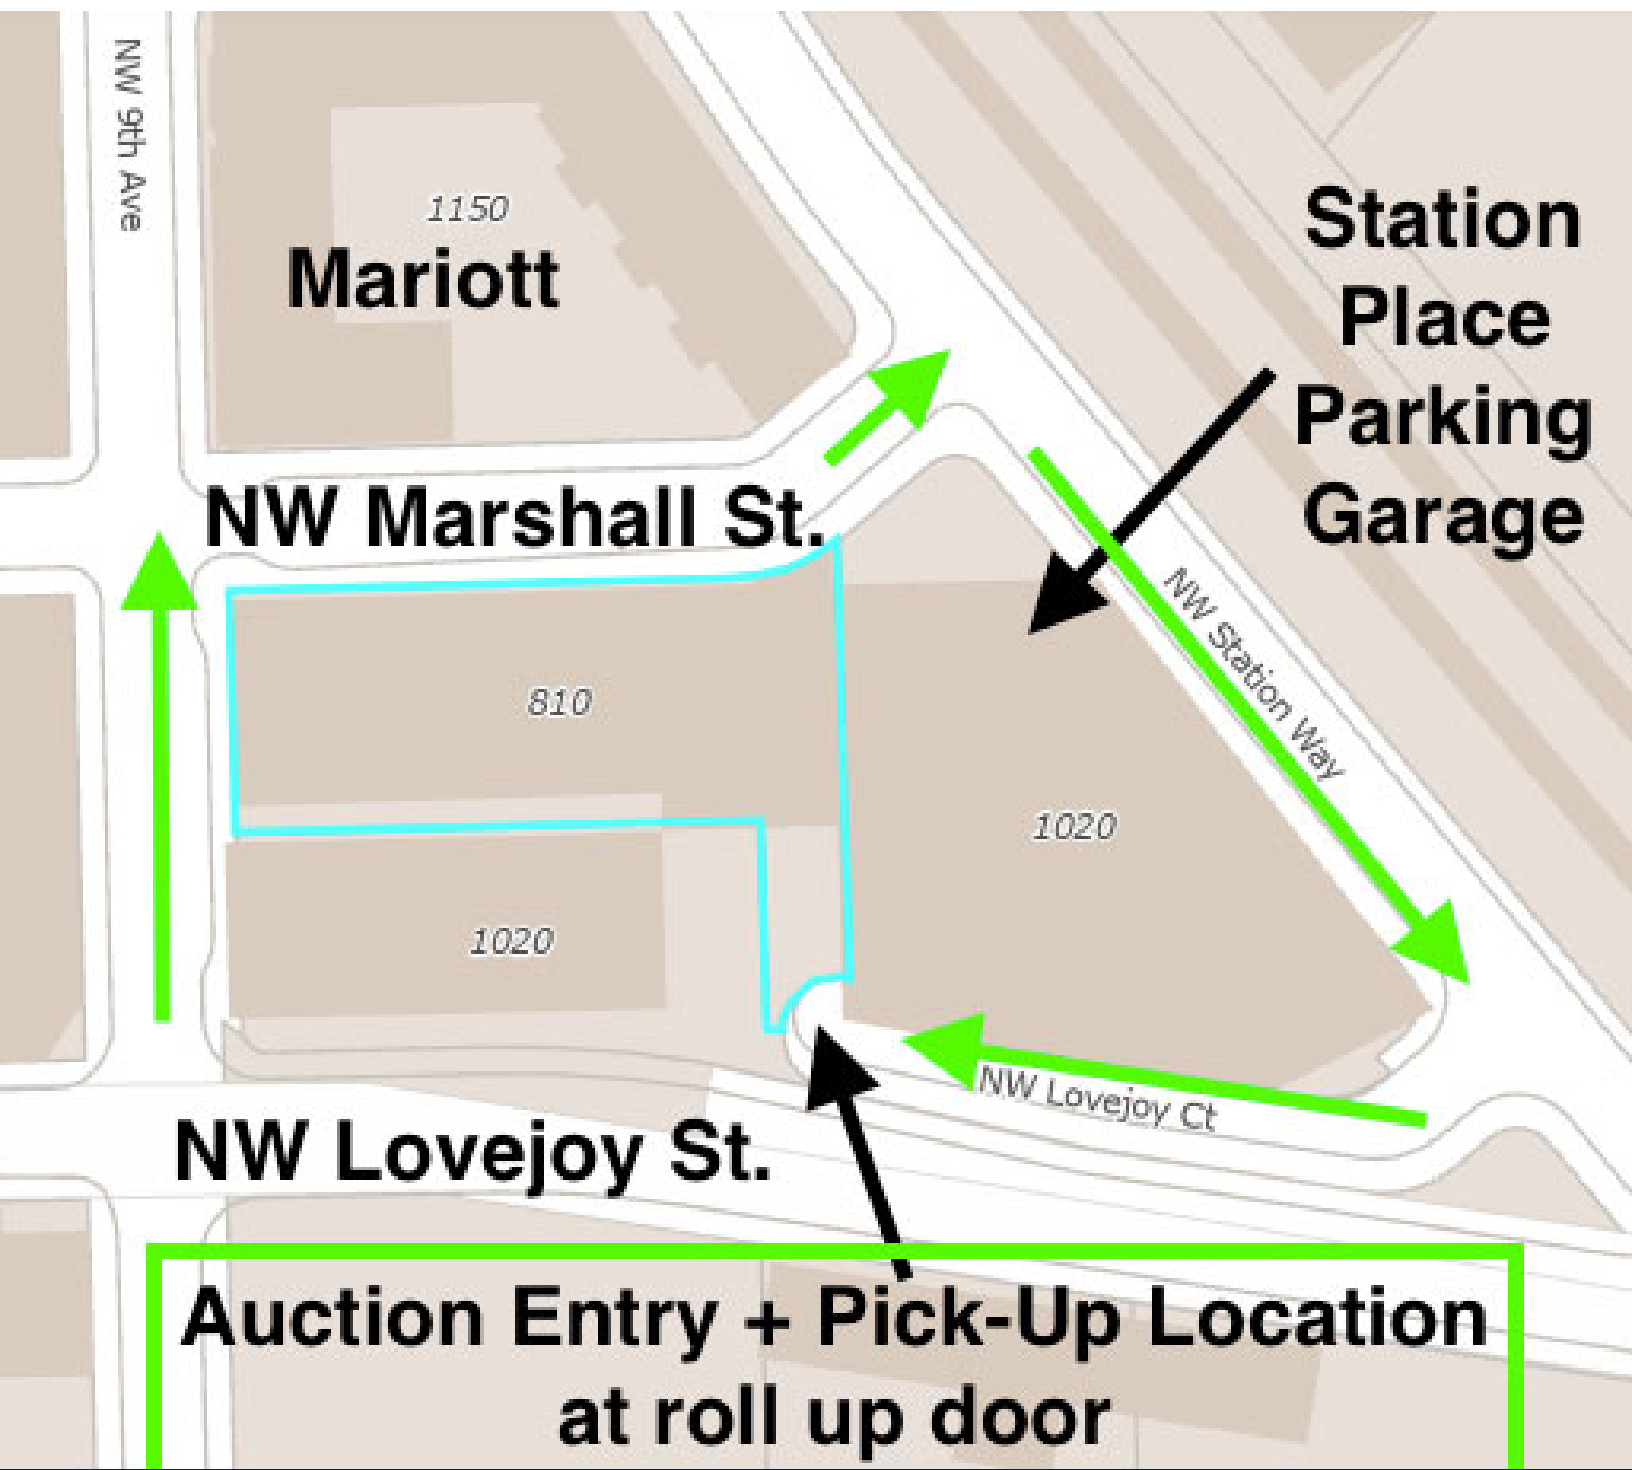 NW 9th Ave
1150
Mariott
Station
Place
Parking
Garage
NW Marshall St.
NW Station Way
810
1020
1020
NW Lovejoy Ct
NW Lovejoy St.
Auction Entry + Pick-Up Location
at roll up door